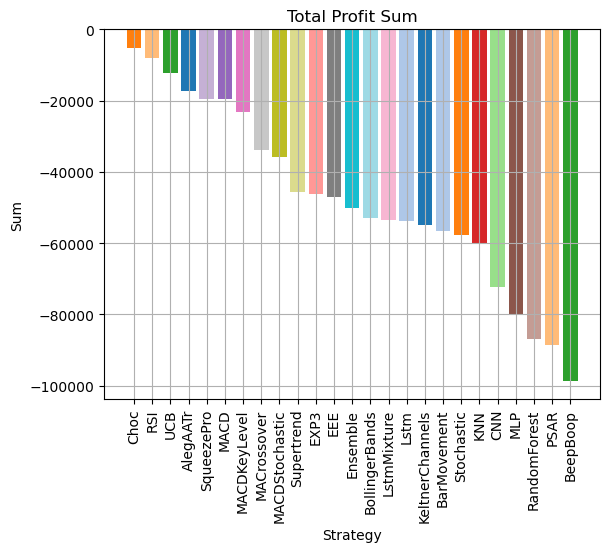 Total Profit Sum
0
−20000
−40000
−60000
−80000
−100000
Sum
Choc
RSI
UCB
AlegAATr
SqueezePro
MACD
MACDKeyLevel
MACrossover
MACDStochastic
Supertrend
EXP3
EEE
Ensemble
BollingerBands
LstmMixture
Lstm
KeltnerChannels
BarMovement
Stochastic
KNN
CNN
MLP
RandomForest
PSAR
BeepBoop
Strategy